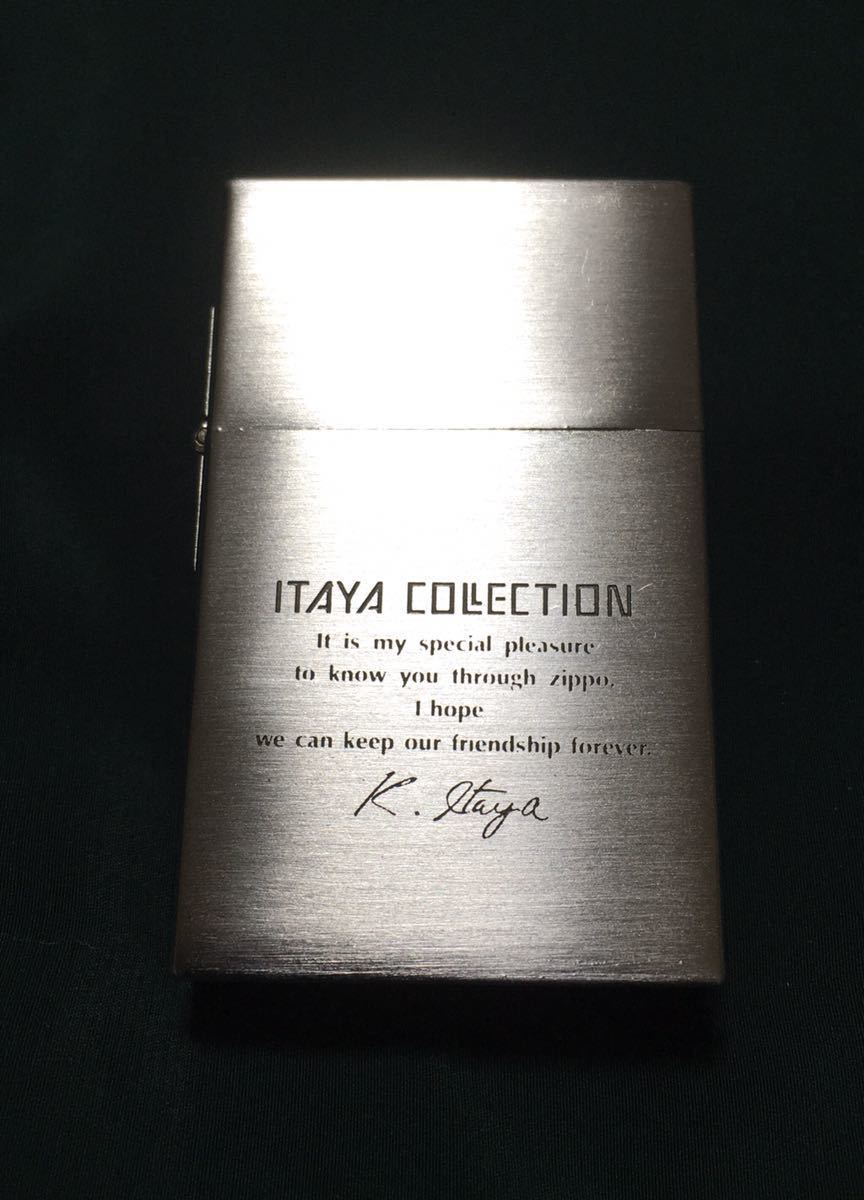 ITAYA COLLECTION
It is my special pleasure
to know you through zippo.
I hope
we can keep our friendship forever.
K. Itaya